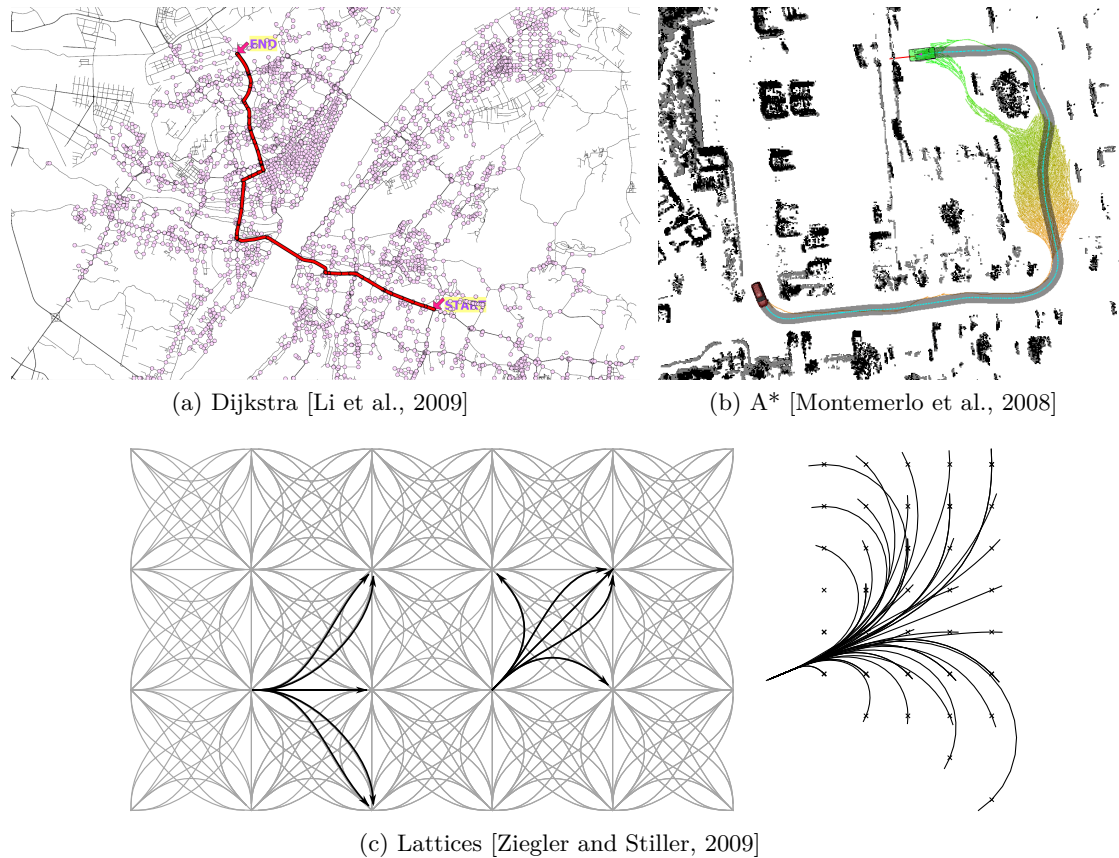 END
START
(a) Dijkstra [Li et al., 2009]
(b) A* [Montemerlo et al., 2008]
(c) Lattices [Ziegler and Stiller, 2009]